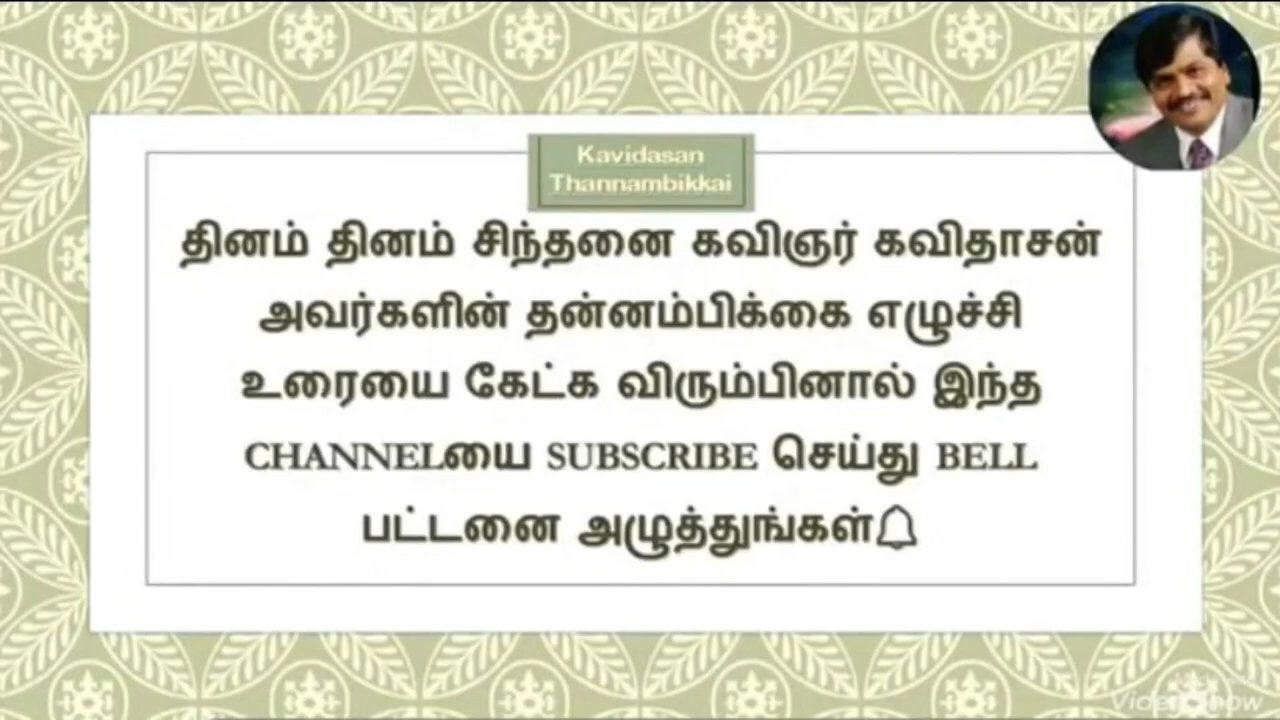 Kavidasan
Thannambikkai
தினம் தினம் சிந்தனை கவிஞர் கவிதாசன்
அவர்களின் தன்னம்பிக்கை எழுச்சி
உரையை கேட்க விரும்பினால் இந்த
CHANNELயை SUBSCRIBE செய்து BELL
பட்டனை அழுத்துங்கள்
VideoShow